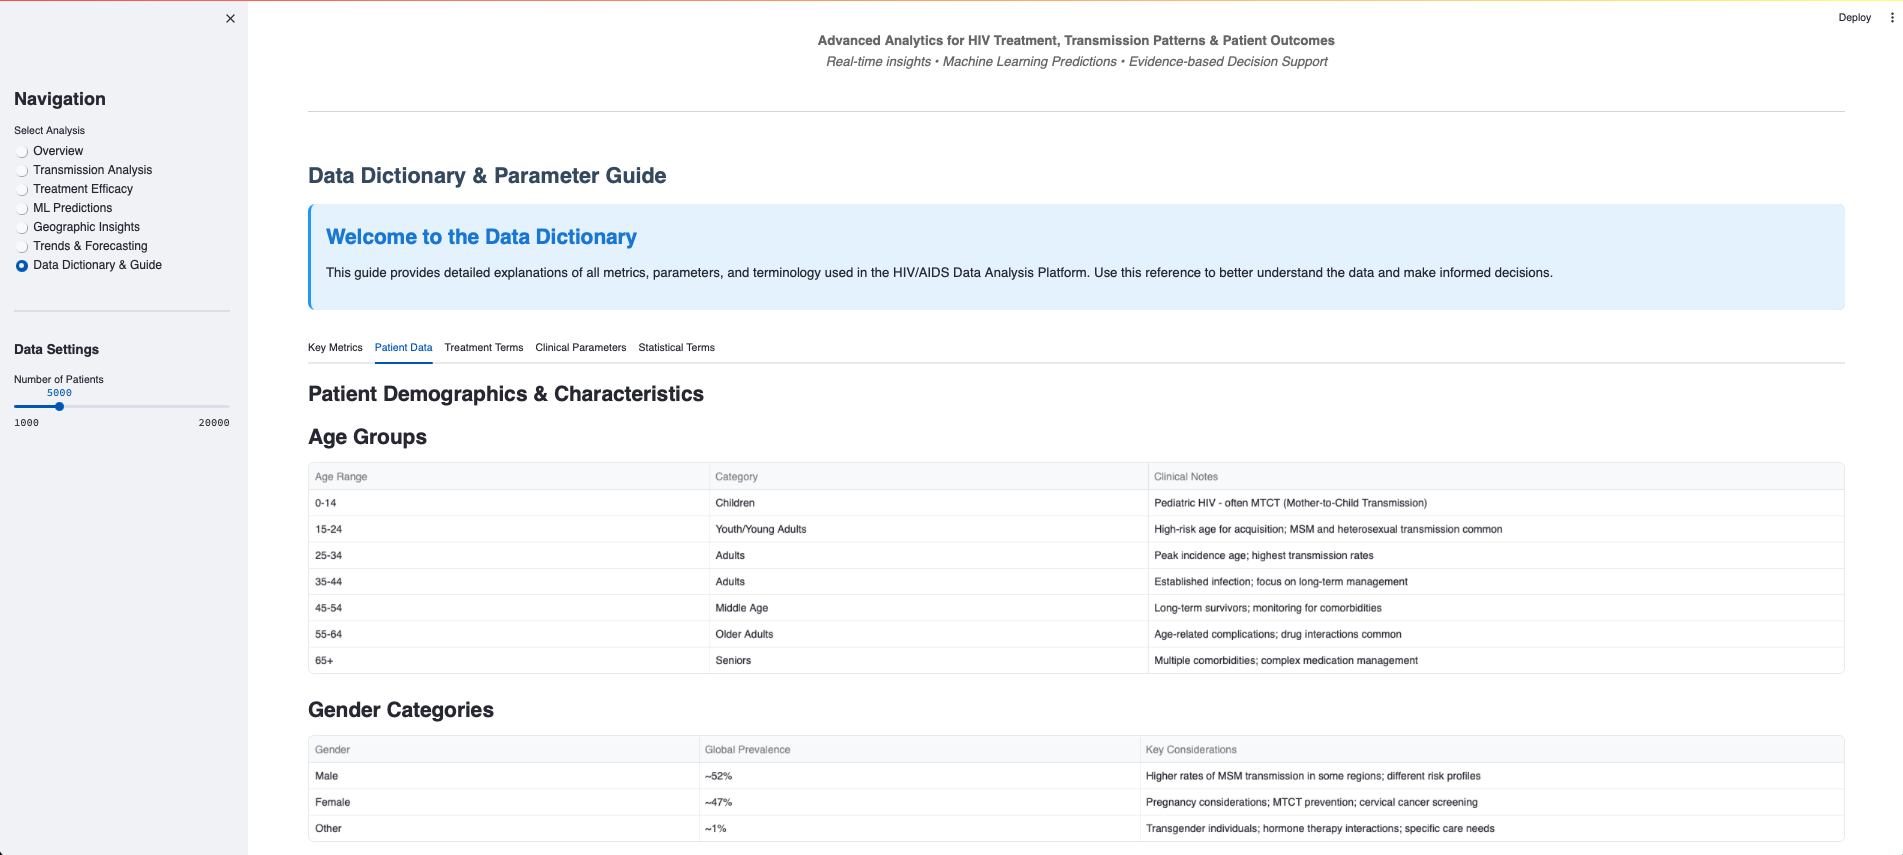 Deploy
Navigation
Select Analysis
Overview
Transmission Analysis
Treatment Efficacy
ML Predictions
Geographic Insights
Trends & Forecasting
Data Dictionary & Guide
Data Settings
Number of Patients
5000
1000 20000
Advanced Analytics for HIV Treatment, Transmission Patterns & Patient Outcomes
Real-time insights • Machine Learning Predictions • Evidence-based Decision Support
Data Dictionary & Parameter Guide
Welcome to the Data Dictionary
This guide provides detailed explanations of all metrics, parameters, and terminology used in the HIV/AIDS Data Analysis Platform. Use this reference to better understand the data and make informed decisions.
Key Metrics Patient Data Treatment Terms Clinical Parameters Statistical Terms
Patient Demographics & Characteristics
Age Groups
Age Range Category Clinical Notes
0-14 Children Pediatric HIV - often MTCT (Mother-to-Child Transmission)
15-24 Youth/Young Adults High-risk age for acquisition; MSM and heterosexual transmission common
25-34 Adults Peak incidence age; highest transmission rates
35-44 Adults Established infection; focus on long-term management
45-54 Middle Age Long-term survivors; monitoring for comorbidities
55-64 Older Adults Age-related complications; drug interactions common
65+ Seniors Multiple comorbidities; complex medication management
Gender Categories
Gender Global Prevalence Key Considerations
Male ~52% Higher rates of MSM transmission in some regions; different risk profiles
Female ~47% Pregnancy considerations; MTCT prevention; cervical cancer screening
Other ~1% Transgender individuals; hormone therapy interactions; specific care needs